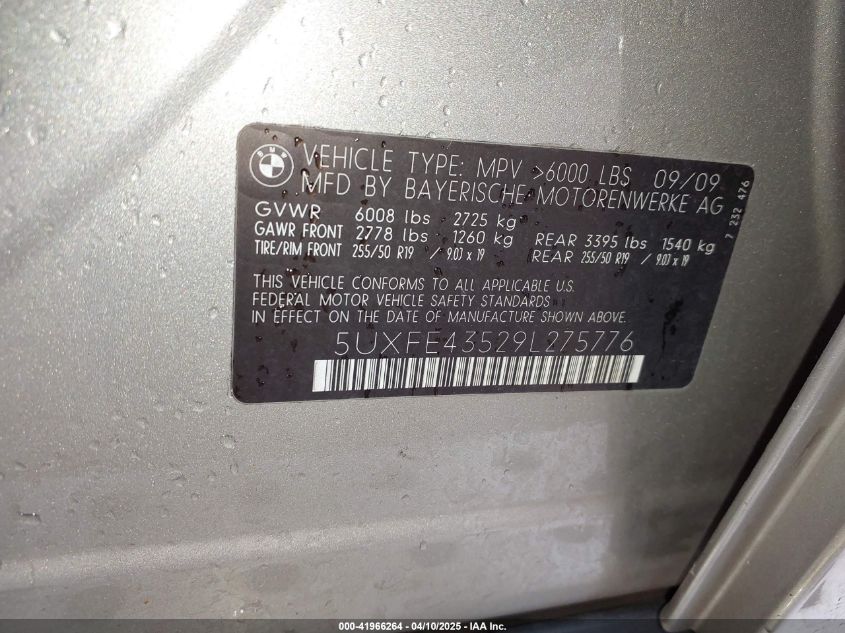 BMW
VEHICLE TYPE: MPV >6000 LBS 09/09
MFD BY BAYERISCHE MOTORENWERKE AG
GVWR 6008 lbs 2725 kg
GAWR FRONT 2778 lbs 1260 kg REAR 3395 lbs 1540 kg
TIRE/RIM FRONT 255/50 R19 / 9.0J x 19 REAR 255/50 R19 / 9.0J x 19
THIS VEHICLE CONFORMS TO ALL APPLICABLE U.S.
FEDERAL MOTOR VEHICLE SAFETY STANDARDS
IN EFFECT ON THE DATE OF MANUFACTURE SHOWN ABOVE.
5UXFE43529L275776
7 232 476
000-41966264 - 04/10/2025 - IAA Inc.